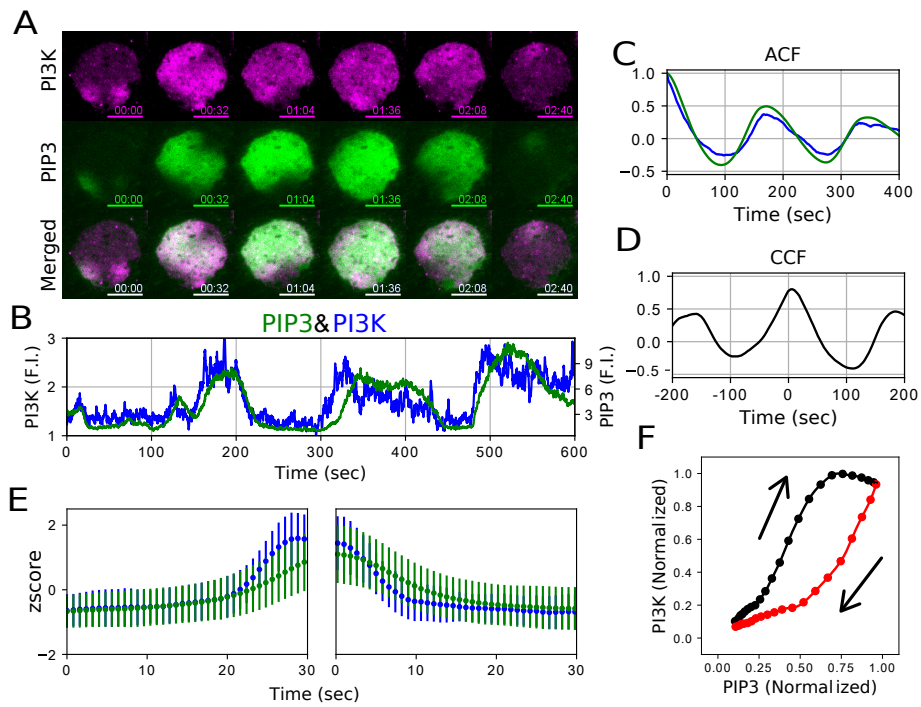 A
PI3K
00:00 00:32 01:04 01:36 02:08 02:40
PIP3
00:00 00:32 01:04 01:36 02:08 02:40
Merged
00:00 00:32 01:04 01:36 02:08 02:40
B
PIP3&PI3K
PI3K (F.I.)
3
2
1
9
6
3
PIP3 (F.I.)
0 100 200 300 400 500 600
Time (sec)
C
ACF
1.0
0.5
0.0
−0.5
0 100 200 300 400
Time (sec)
D
CCF
1.0
0.5
0.0
−0.5
-200 -100 0 100 200
Time (sec)
E
zscore
2
0
−2
0 10 20 30
0 10 20 30
Time (sec)
F
PI3K (Normalized)
1.0
0.8
0.6
0.4
0.2
0.0
0.00 0.25 0.50 0.75 1.00
PIP3 (Normalized)